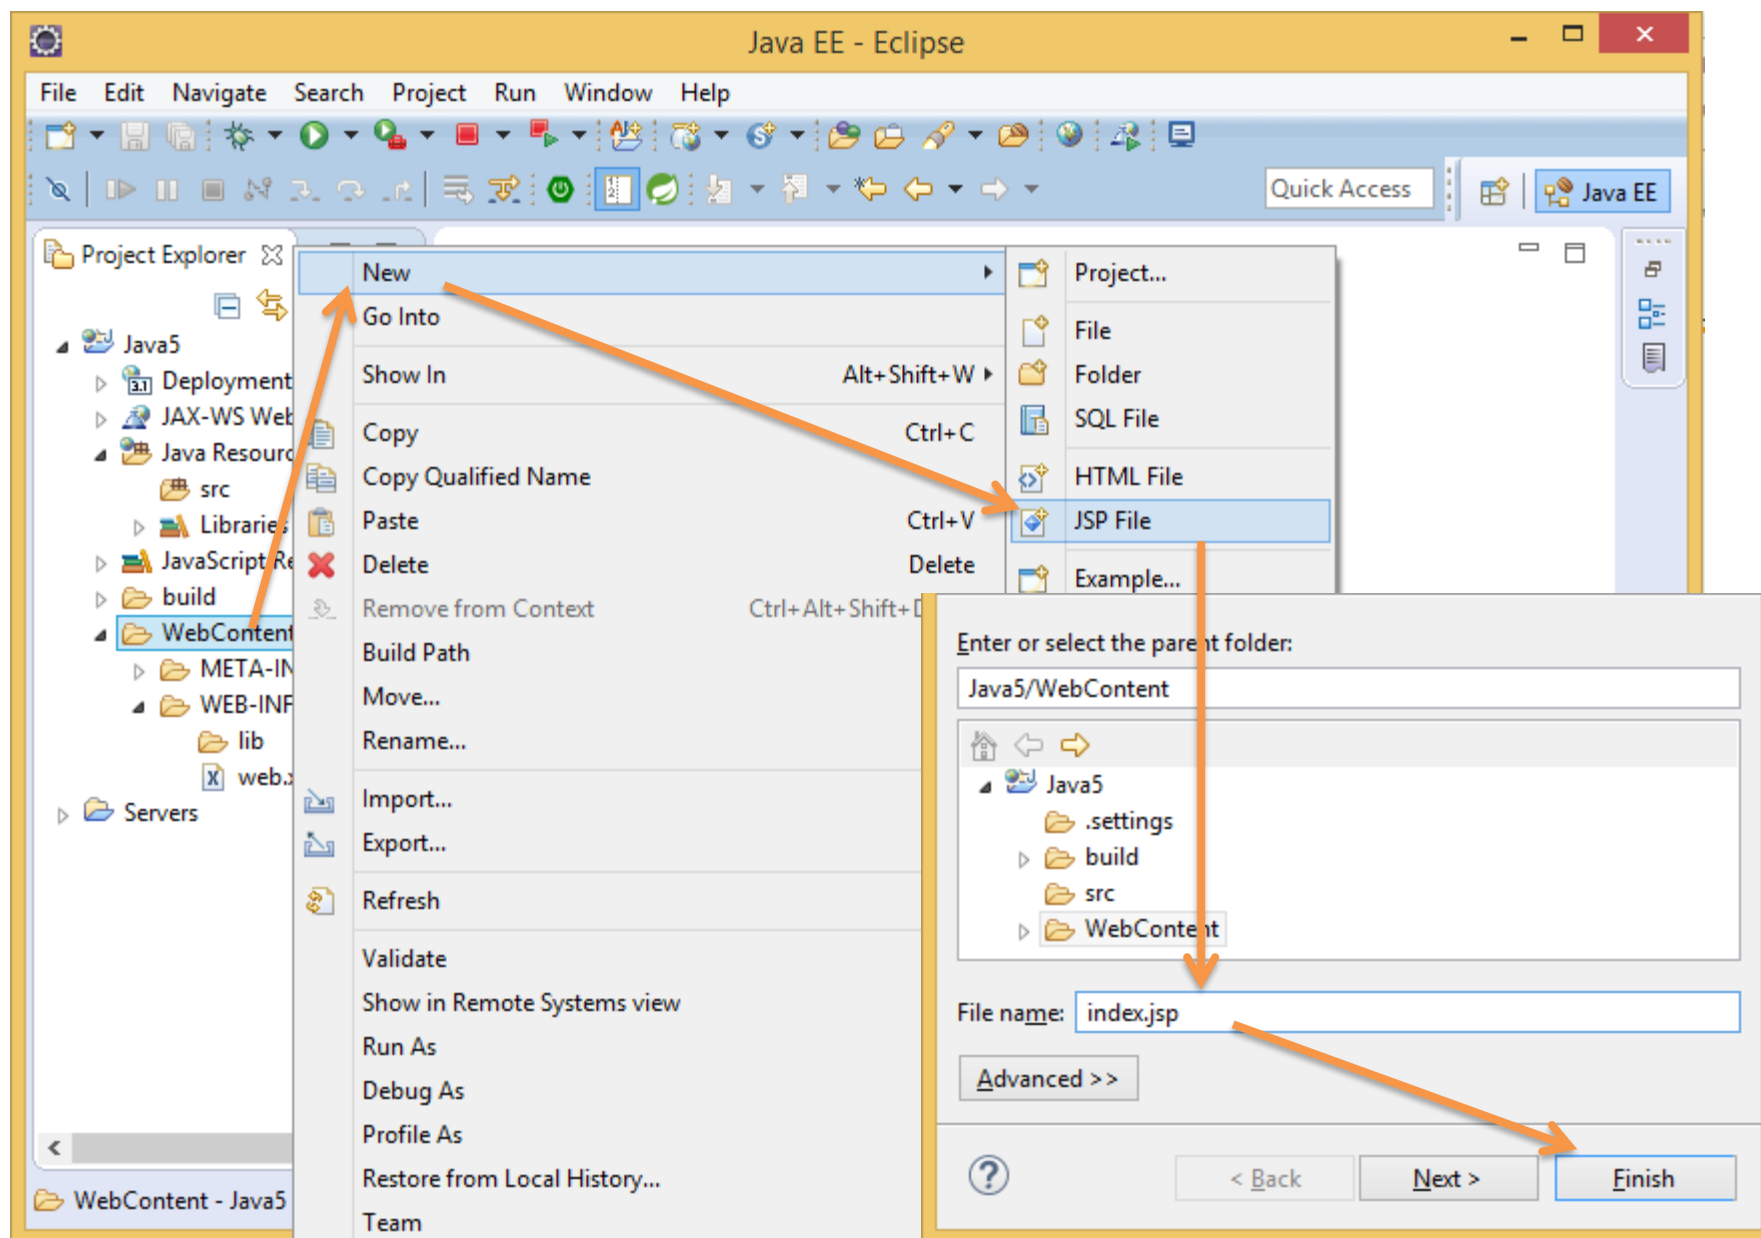 Java EE - Eclipse
File Edit Navigate Search Project Run Window Help
Quick Access
Java EE
Project Explorer
Java5
3.1 Deployment
JAX-WS Web
Java Resourc
src
Libraries
JavaScript Re
build
WebContent
META-IN
WEB-INF
lib
web.x
Servers
WebContent - Java5
New
Go Into
Show In Alt+Shift+W
Copy Ctrl+C
Copy Qualified Name
Paste Ctrl+V
Delete Delete
Remove from Context Ctrl+Alt+Shift+D
Build Path
Move...
Rename...
Import...
Export...
Refresh
Validate
Show in Remote Systems view
Run As
Debug As
Profile As
Restore from Local History...
Team
Project...
File
Folder
SQL File
HTML File
JSP File
Example...
Enter or select the parent folder:
Java5/WebContent
Java5
.settings
build
src
WebContent
File name: index.jsp
Advanced >>
< Back Next > Finish